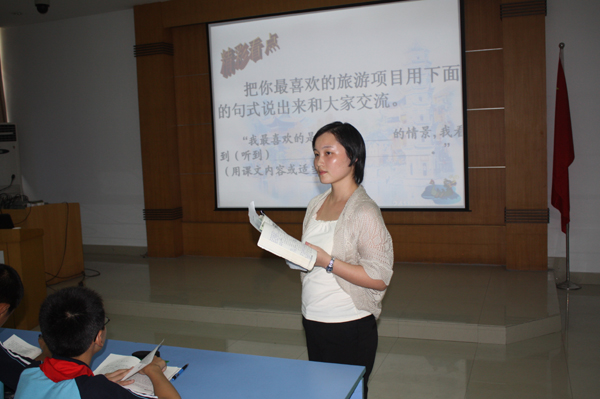 精彩看点
把你最喜欢的旅游项目用下面
的句式说出来和大家交流。
“我最喜欢的是 的情景,我看
到(听到) ”
(用课文内容或